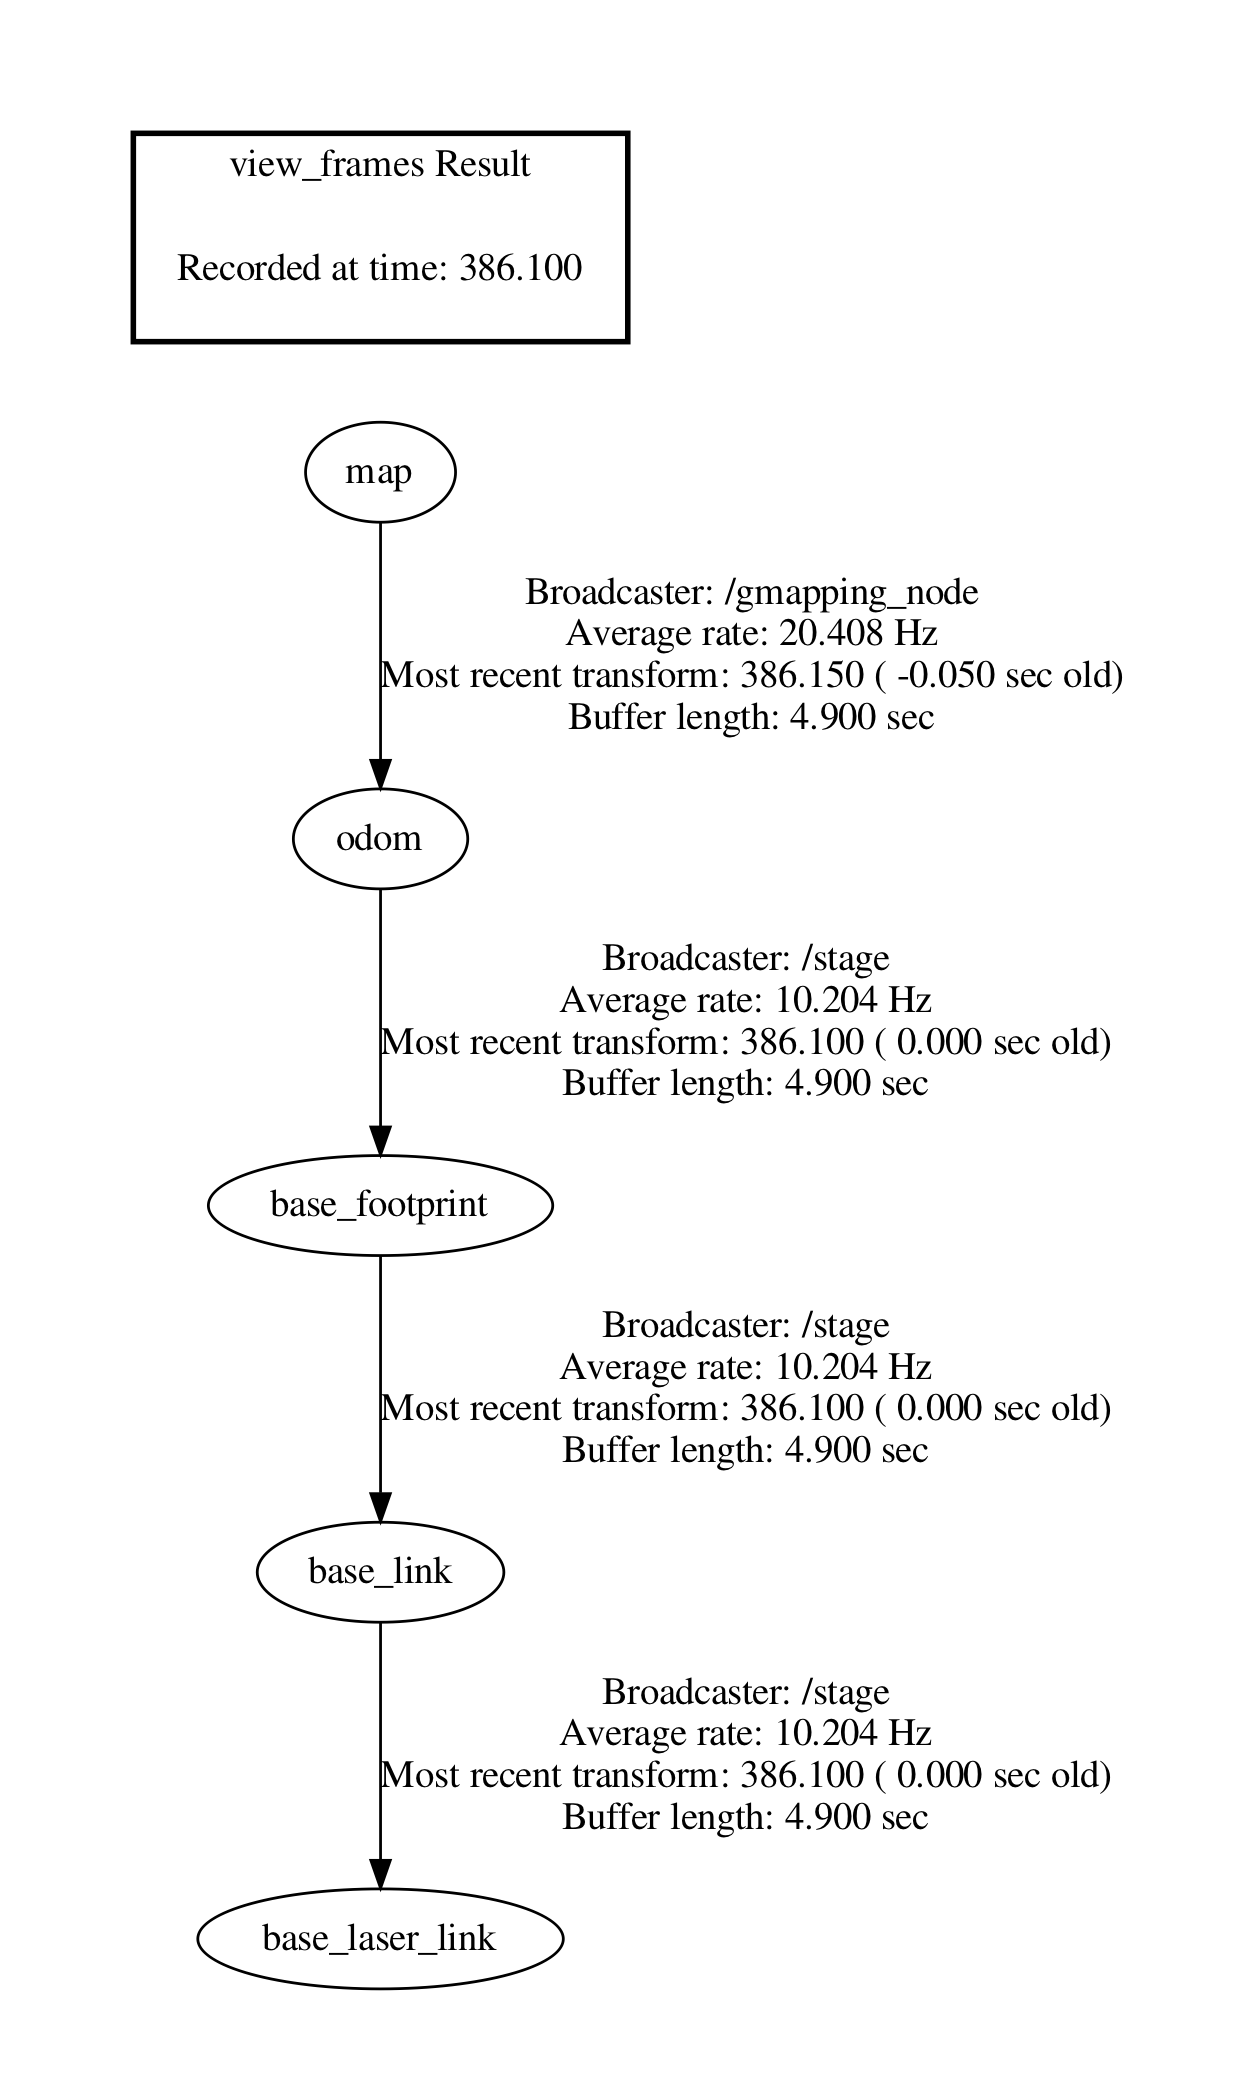 view_frames Result
Recorded at time: 386.100
map
Broadcaster: /gmapping_node
Average rate: 20.408 Hz
Most recent transform: 386.150 ( -0.050 sec old)
Buffer length: 4.900 sec
odom
Broadcaster: /stage
Average rate: 10.204 Hz
Most recent transform: 386.100 ( 0.000 sec old)
Buffer length: 4.900 sec
base_footprint
Broadcaster: /stage
Average rate: 10.204 Hz
Most recent transform: 386.100 ( 0.000 sec old)
Buffer length: 4.900 sec
base_link
Broadcaster: /stage
Average rate: 10.204 Hz
Most recent transform: 386.100 ( 0.000 sec old)
Buffer length: 4.900 sec
base_laser_link